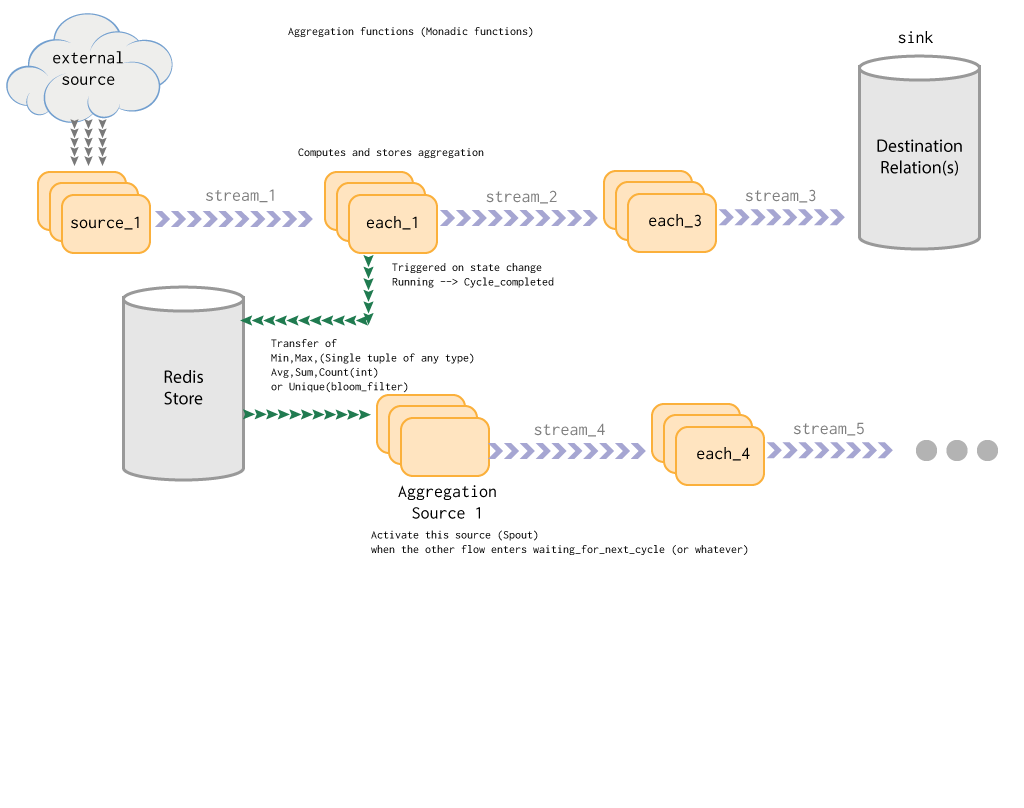 Aggregation functions (Monadic functions)
sink
external
source
Destination
Relation(s)
Computes and stores aggregation
stream_1
stream_2
stream_3
source_1
each_1
each_3
Triggered on state change
Running --> Cycle_completed
Transfer of
Min,Max,(Single tuple of any type)
Avg,Sum,Count(int)
or Unique(bloom_filter)
Redis
Store
stream_4
stream_5
each_4
Aggregation
Source 1
Activate this source (Spout)
when the other flow enters waiting_for_next_cycle (or whatever)